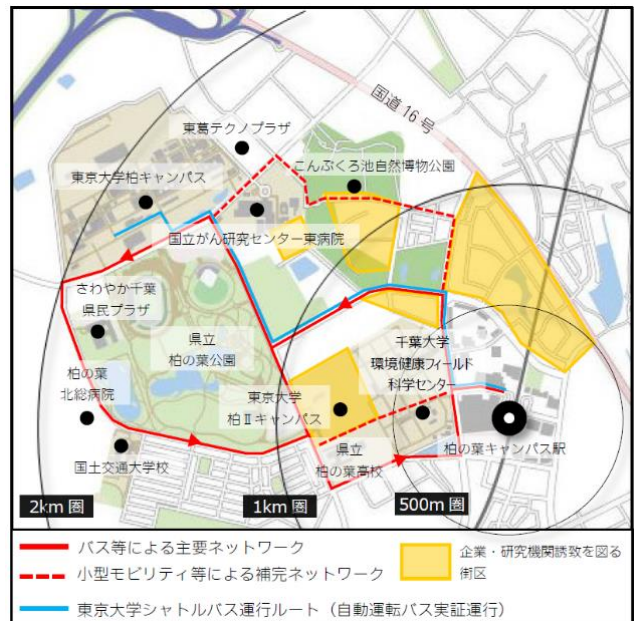 国道16号
東葛テクノプラザ
こんぶくろ池自然博物公園
東京大学柏キャンパス
国立がん研究センター東病院
さわやか千葉
県民プラザ
県立
柏の葉公園
千葉大学
環境健康フィールド
科学センター
柏の葉
北総病院
東京大学
柏Ⅱキャンパス
国土交通大学校
県立
柏の葉高校
柏の葉キャンパス駅
2km圏
1km圏
500m圏
バス等による主要ネットワーク
小型モビリティ等による補完ネットワーク
企業・研究機関誘致を図る
街区
東京大学シャトルバス運行ルート（自動運転バス実証運行）